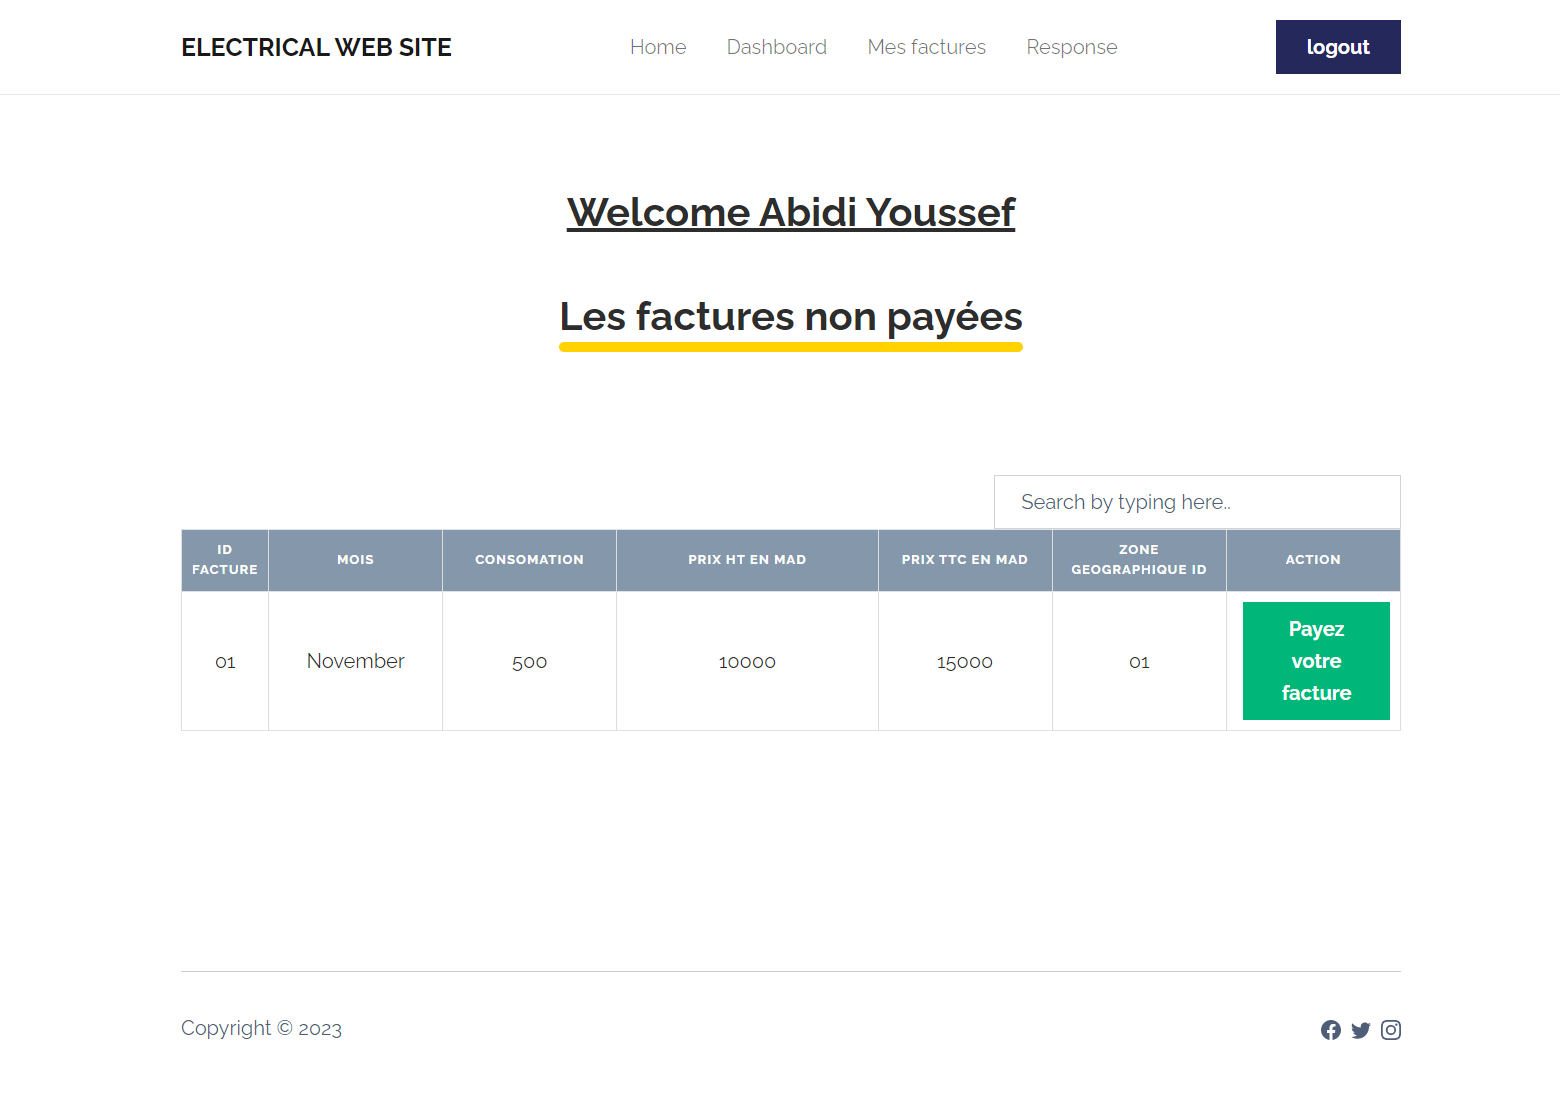 ELECTRICAL WEB SITE
Home Dashboard Mes factures Response
logout
Welcome Abidi Youssef
Les factures non payées
Search by typing here..
ID
FACTURE
MOIS
CONSOMATION
PRIX HT EN MAD
PRIX TTC EN MAD
ZONE
GEOGRAPHIQUE ID
ACTION
01
November
500
10000
15000
01
Payez
votre
facture
Copyright © 2023